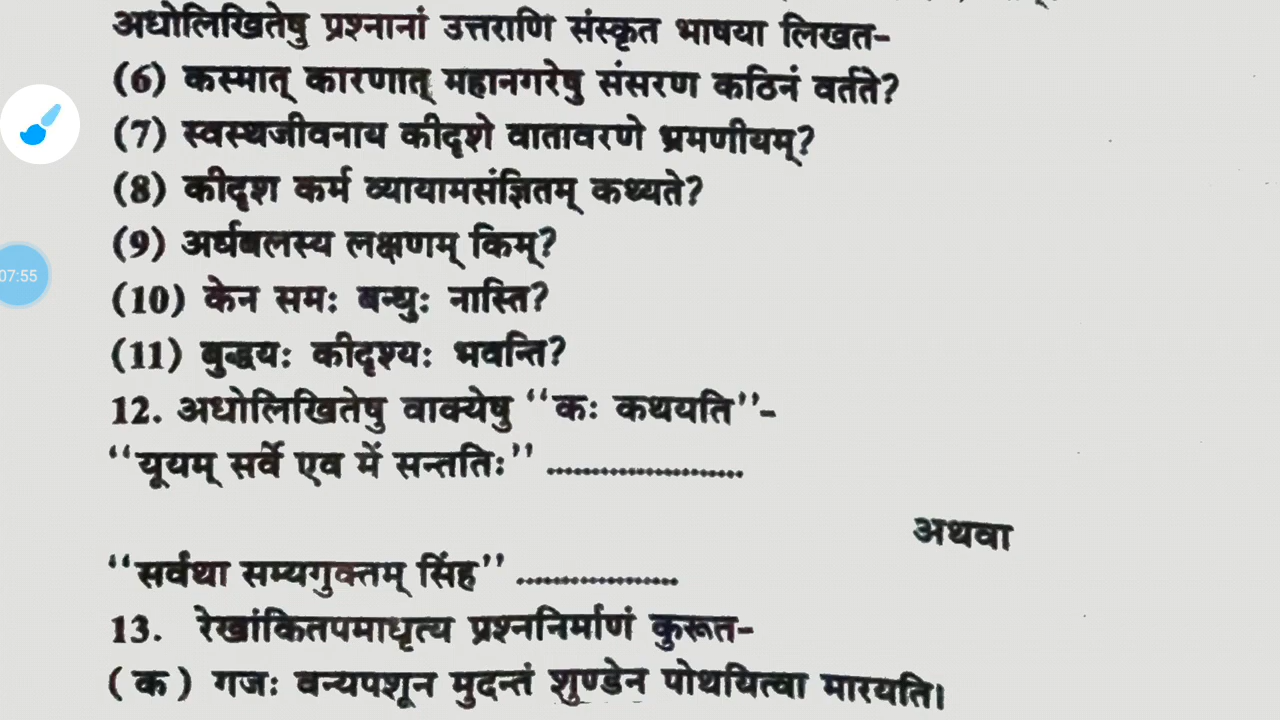 अधोलिखितेषु प्रश्नानां उत्तराणि संस्कृत भाषया लिखत-
(6) कस्मात् कारणात् महानगरेषु संसरण कठिनं वर्तते?
(7) स्वस्थजीवनाय कीदृशे वातावरणे भ्रमणीयम्?
(8) कीदृश कर्म व्यायामसंज्ञितम् कथ्यते?
07:55
(9) अर्धबलस्य लक्षणम् किम्?
(10) केन समः बन्धुः नास्ति?
(11) बुद्धयः कीदृश्यः भवन्ति?
12. अधोलिखितेषु वाक्येषु “कः कथयति”-
“यूयम् सर्वे एव में सन्ततिः” ......................
अथवा
“सर्वथा सम्यगुक्तम् सिंह” ..................
13. रेखांकितपमाधृत्य प्रश्ननिर्माणं कुरूत-
(क) गजः वन्यपशून मुदन्तं शुण्डेन पोथयित्वा मारयति।